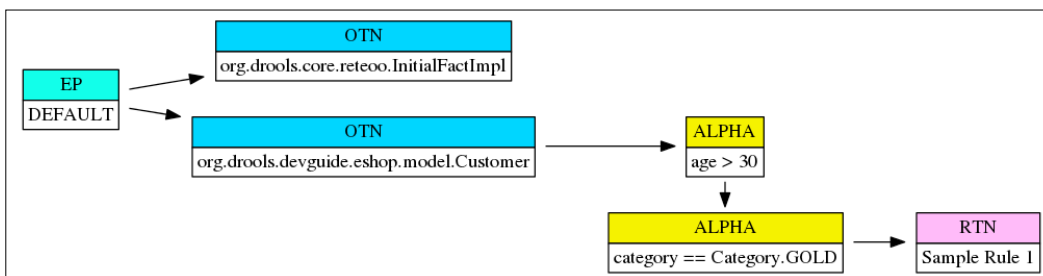 OTN
org.drools.core.reteoo.InitialFactImpl
EP
DEFAULT
OTN
org.drools.devguide.eshop.model.Customer
ALPHA
age > 30
ALPHA
category == Category.GOLD
RTN
Sample Rule 1